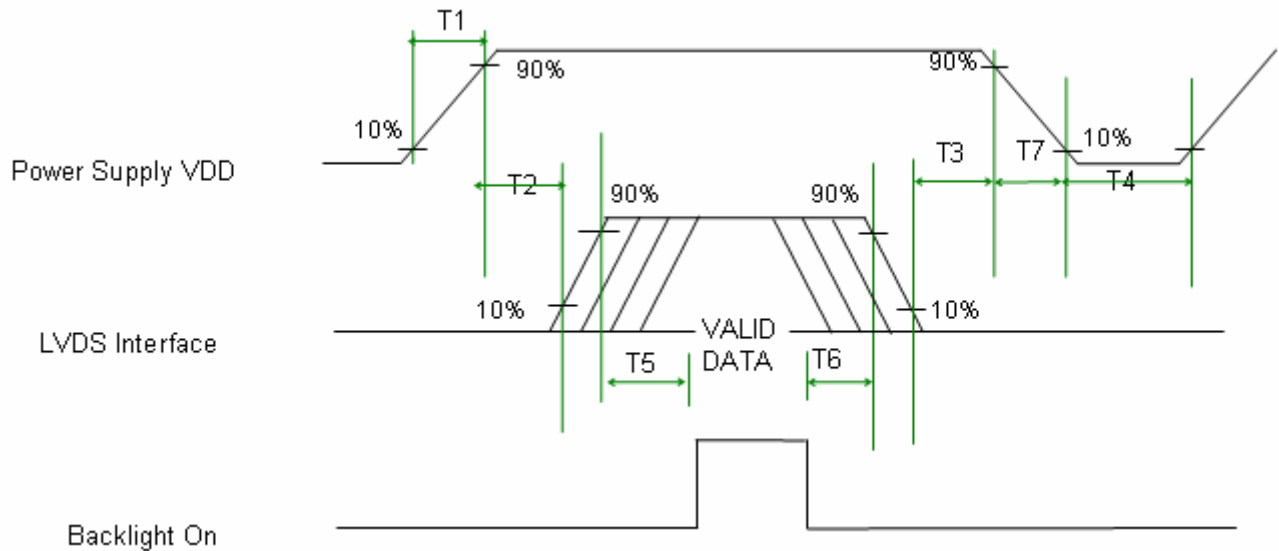 T1
90%
90%
10%
10%
Power Supply VDD
T2
T3
T7
T4
90%
90%
10%
10%
LVDS Interface
VALID
DATA
T5
T6
Backlight On